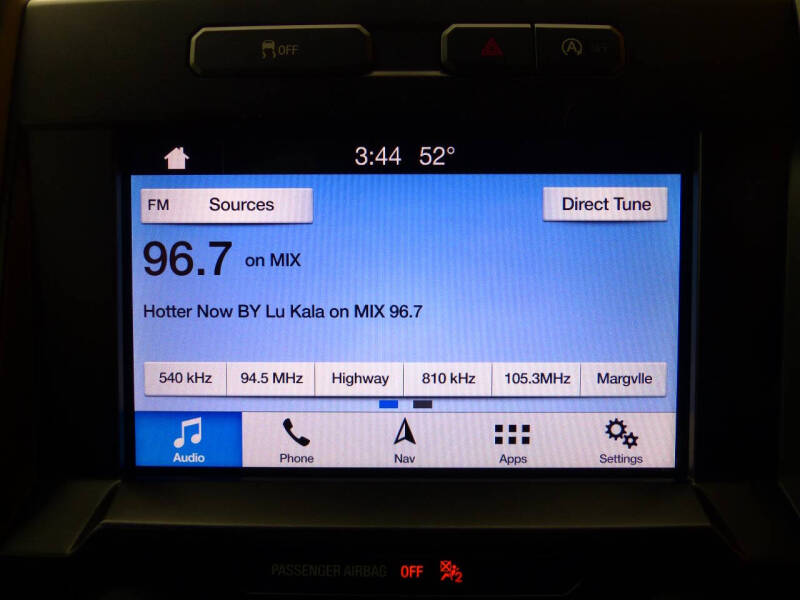 OFF
A OFF
3:44 52°
FM Sources
Direct Tune
96.7 on MIX
Hotter Now BY Lu Kala on MIX 96.7
540 kHz 94.5 MHz Highway 810 kHz 105.3MHz Margvlle
Audio Phone Nav Apps Settings
PASSENGER AIRBAG OFF 2